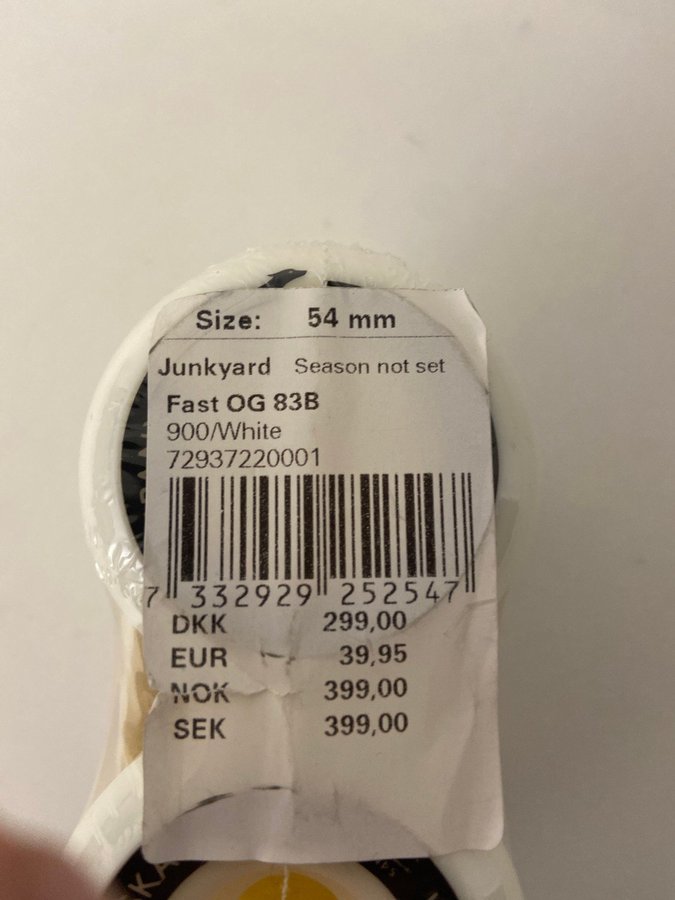 Size: 54 mm
Junkyard Season not set
Fast OG 83B
900/White
72937220001
7 332929 252547
DKK 299,00
EUR 39,95
NOK 399,00
SEK 399,00